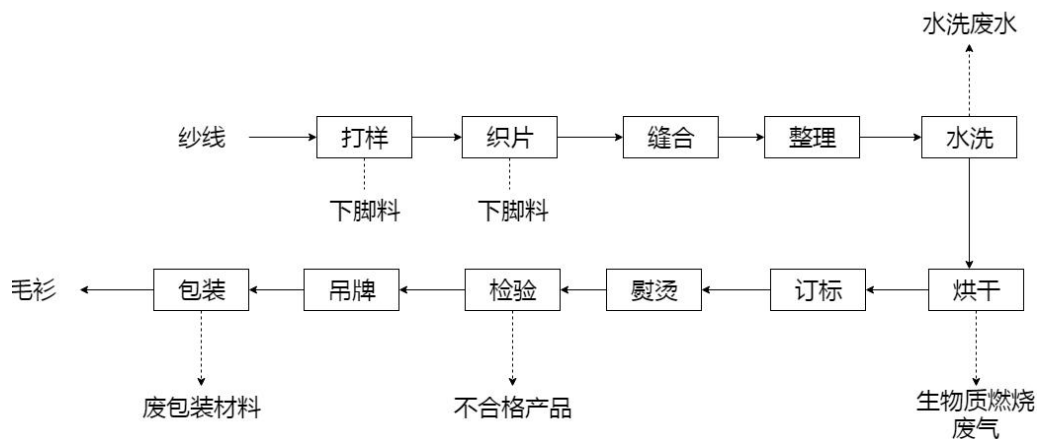 水洗废水
纱线
打样
织片
缝合
整理
水洗
下脚料
下脚料
毛衫
包装
吊牌
检验
熨烫
订标
烘干
废包装材料
不合格产品
生物质燃烧
废气